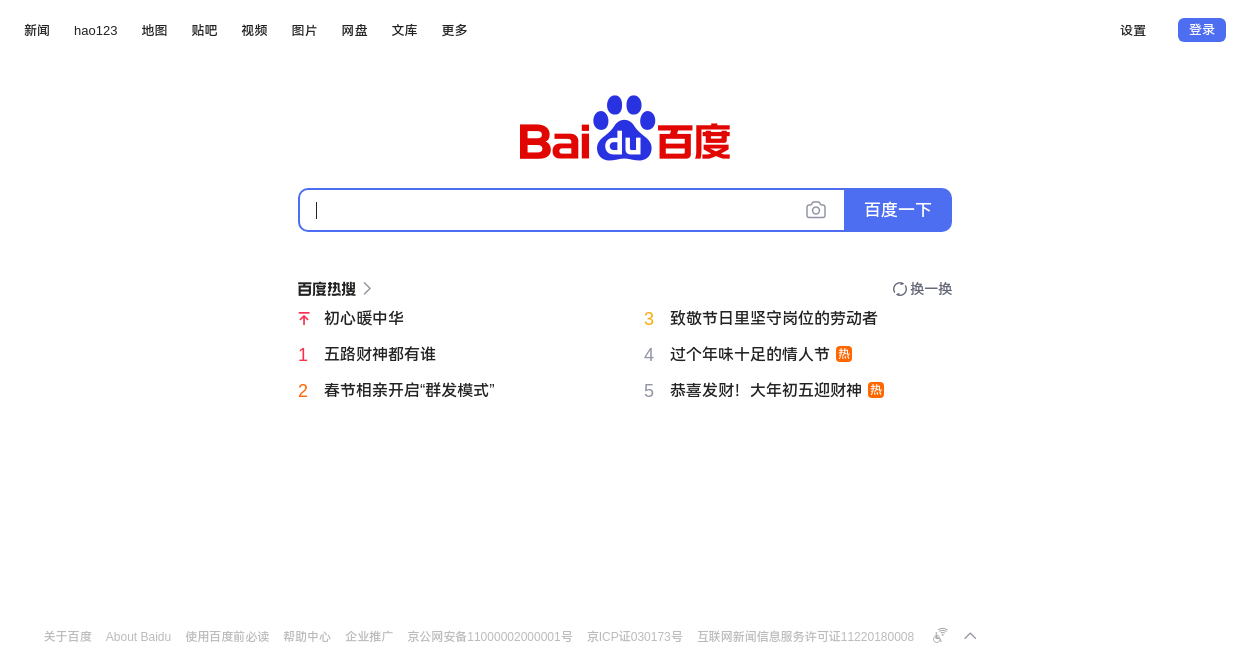 新闻 hao123 地图 贴吧 视频 图片 网盘 文库 更多 设置 登录
Bai du 百度
百度一下
百度热搜 换一换
初心暖中华
3 致敬节日里坚守岗位的劳动者
1 五路财神都有谁
4 过个年味十足的情人节 热
2 春节相亲开启“群发模式”
5 恭喜发财！大年初五迎财神 热
关于百度 About Baidu 使用百度前必读 帮助中心 企业推广 京公网安备11000002000001号 京ICP证030173号 互联网新闻信息服务许可证11220180008